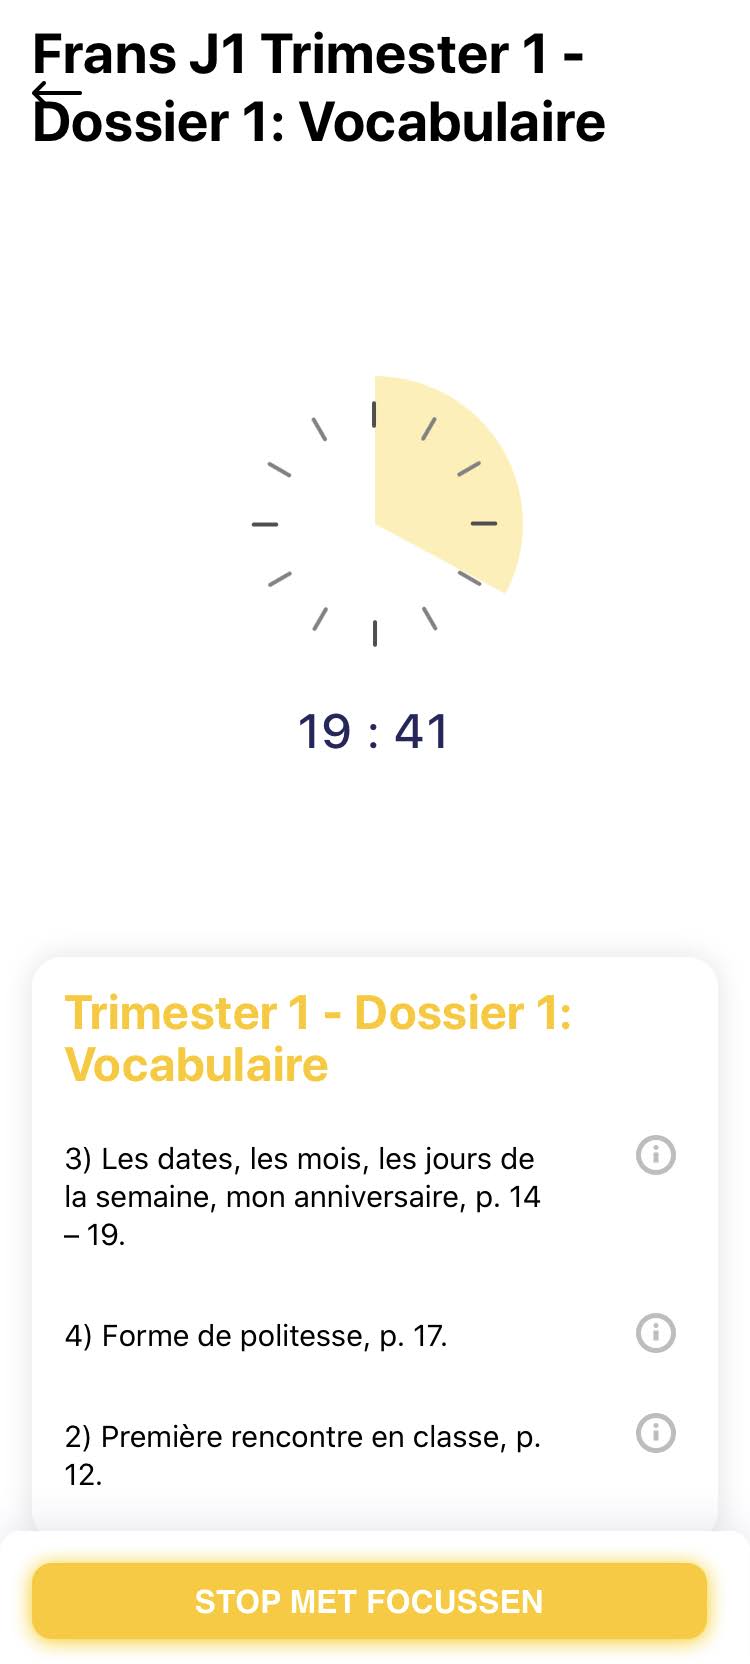 Frans J1 Trimester 1 -
Dossier 1: Vocabulaire
19 : 41
Trimester 1 - Dossier 1:
Vocabulaire
3) Les dates, les mois, les jours de
la semaine, mon anniversaire, p. 14
– 19.
4) Forme de politesse, p. 17.
2) Première rencontre en classe, p.
12.
STOP MET FOCUSSEN